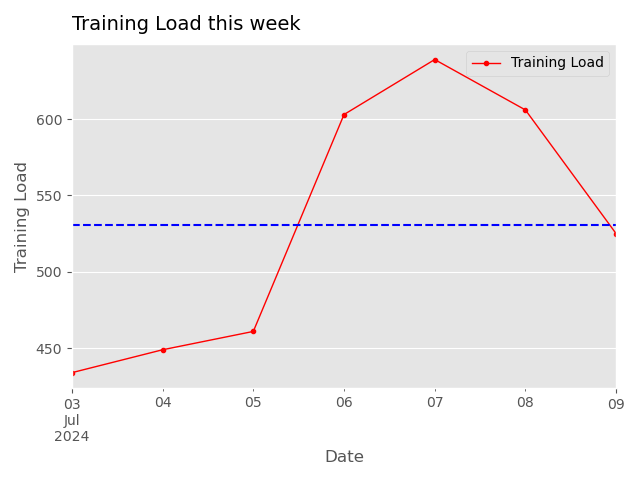 Training Load this week
Training Load
600
550
500
450
Training Load
03 04 05 06 07 08 09
Jul
2024
Date